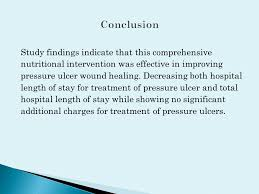 Conclusion
Study findings indicate that this comprehensive
nutritional intervention was effective in improving
pressure ulcer wound healing. Decreasing both hospital
length of stay for treatment of pressure ulcer and total
hospital length of stay while showing no significant
additional charges for treatment of pressure ulcers.